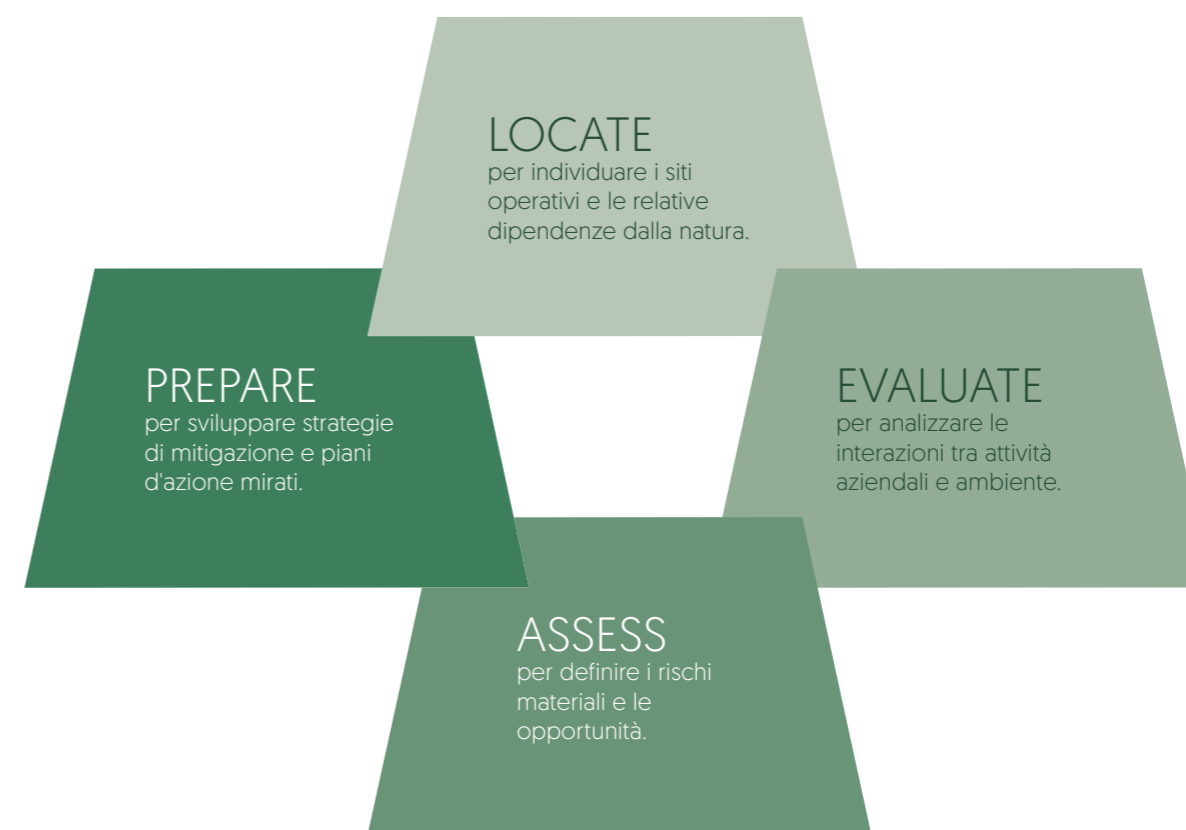 LOCATE
per individuare i siti
operativi e le relative
dipendenze dalla natura.
EVALUATE
per analizzare le
interazioni tra attività
aziendali e ambiente.
ASSESS
per definire i rischi
materiali e le
opportunità.
PREPARE
per sviluppare strategie
di mitigazione e piani
d'azione mirati.